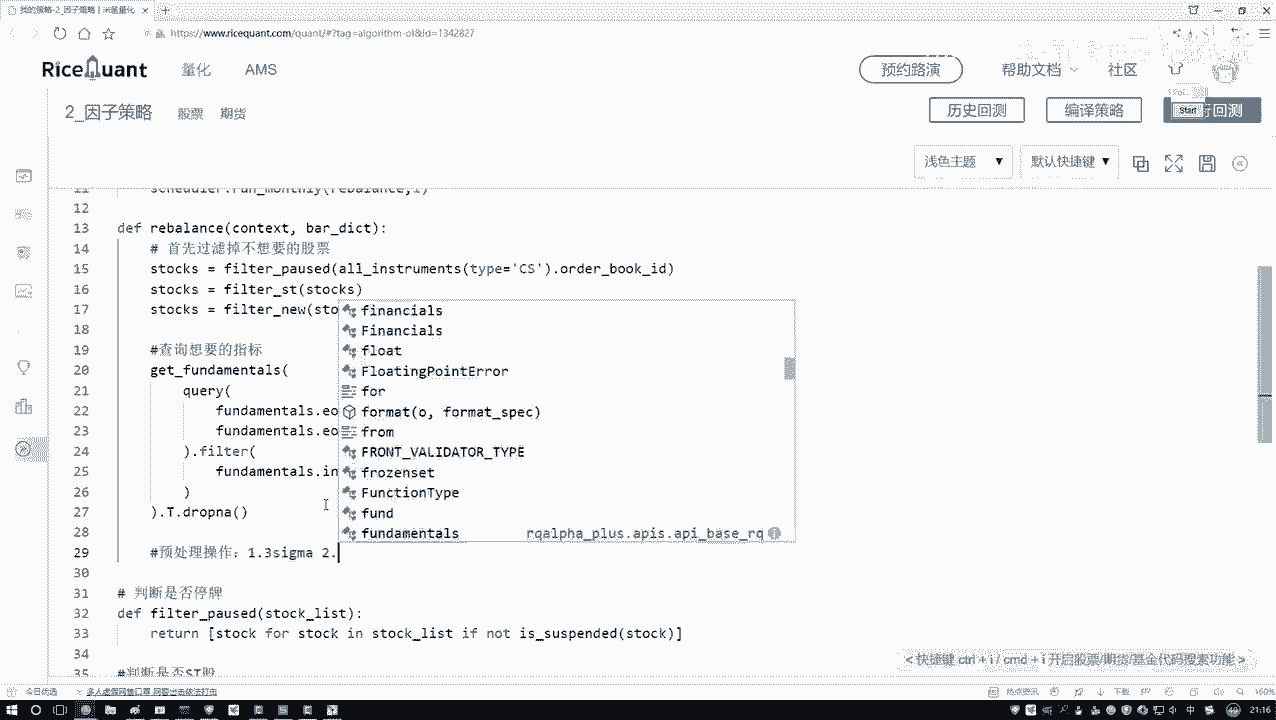 我的策略-2_因子策略 | 米筐量化
https://www.ricequant.com/quant/#?tag=algorithm-ol&id=1342827
RiceQuant 量化 AMS 预约路演 帮助文档 社区
2_因子策略 股票 期货 历史回测 编译策略 Start 行回测
浅色主题 默认快捷键
11 scheduler.run_monthly(rebalance,1)
12
13 def rebalance(context, bar_dict):
14 # 首先过滤掉不想要的股票
15 stocks = filter_paused(all_instruments(type='CS').order_book_id)
16 stocks = filter_st(stocks)
17 stocks = filter_new(sto
18
19 #查询想要的指标
20 get_fundamentals(
21 query(
22 fundamentals.eo
23 fundamentals.eo
24 ).filter(
25 fundamentals.in
26 )
27 ).T.dropna()
28
29 #预处理操作：1.3sigma 2.
30
31 # 判断是否停牌
32 def filter_paused(stock_list):
33 return [stock for stock in stock_list if not is_suspended(stock)]
34
35 #判断是否ST股
financials
Financials
float
FloatingPointError
for
format(o, format_spec)
from
FRONT_VALIDATOR_TYPE
frozenset
FunctionType
fund
fundamentals rqalpha_plus.apis.api_base_rq
< 快捷键 ctrl + i / cmd + i 开启股票/期货/基金代码搜索功能 >
今日优选 多人虚假网售口罩 网警出击依法打击 热点资讯 下载 160%
中 21:16